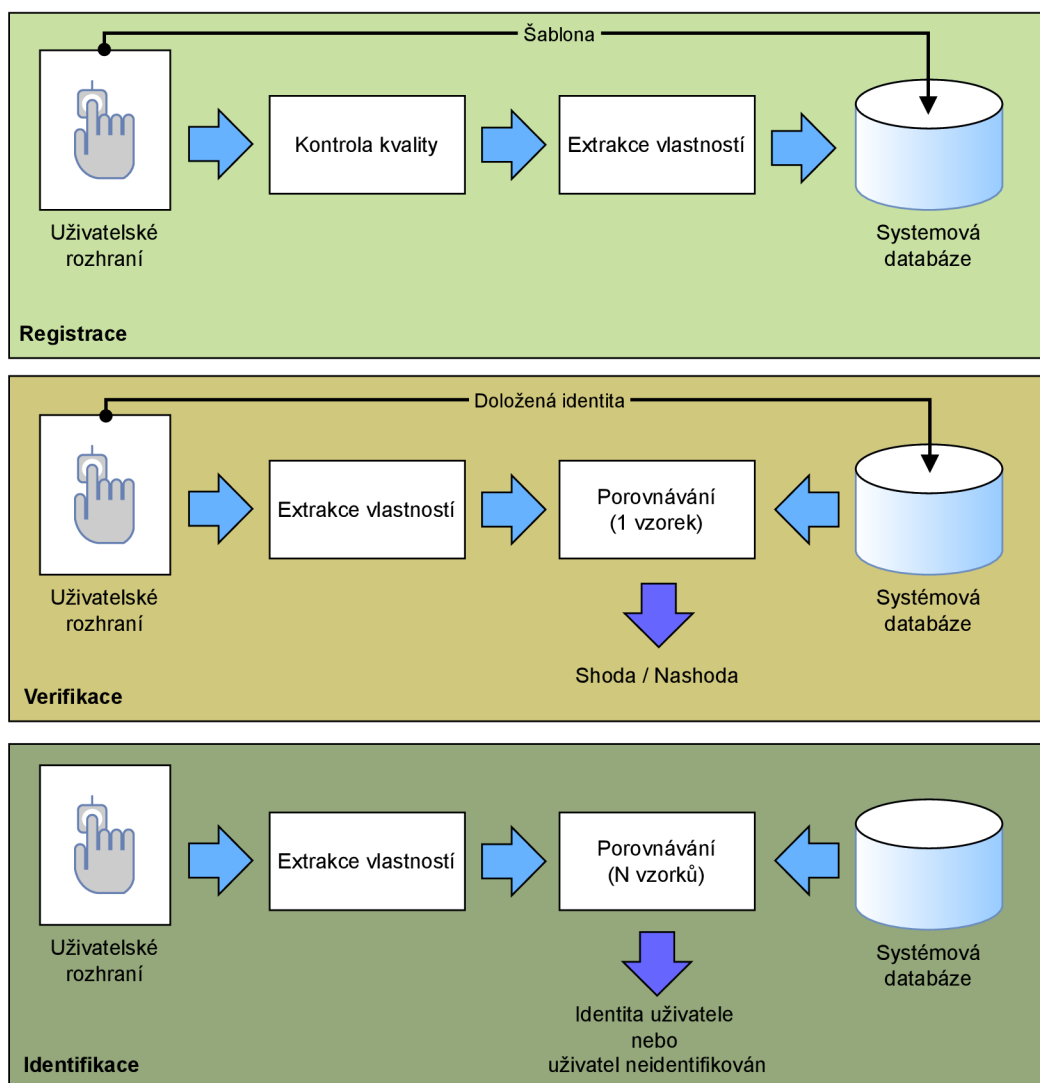 Šablona
Kontrola kvality
Extrakce vlastností
Uživatelské
rozhraní
Systemová
databáze
Registrace
Doložená identita
Extrakce vlastností
Porovnávání
(1 vzorek)
Uživatelské
rozhraní
Systémová
databáze
Shoda / Nashoda
Verifikace
Extrakce vlastností
Porovnávání
(N vzorků)
Uživatelské
rozhraní
Systémová
databáze
Identita uživatele
nebo
uživatel neidentifikován
Identifikace